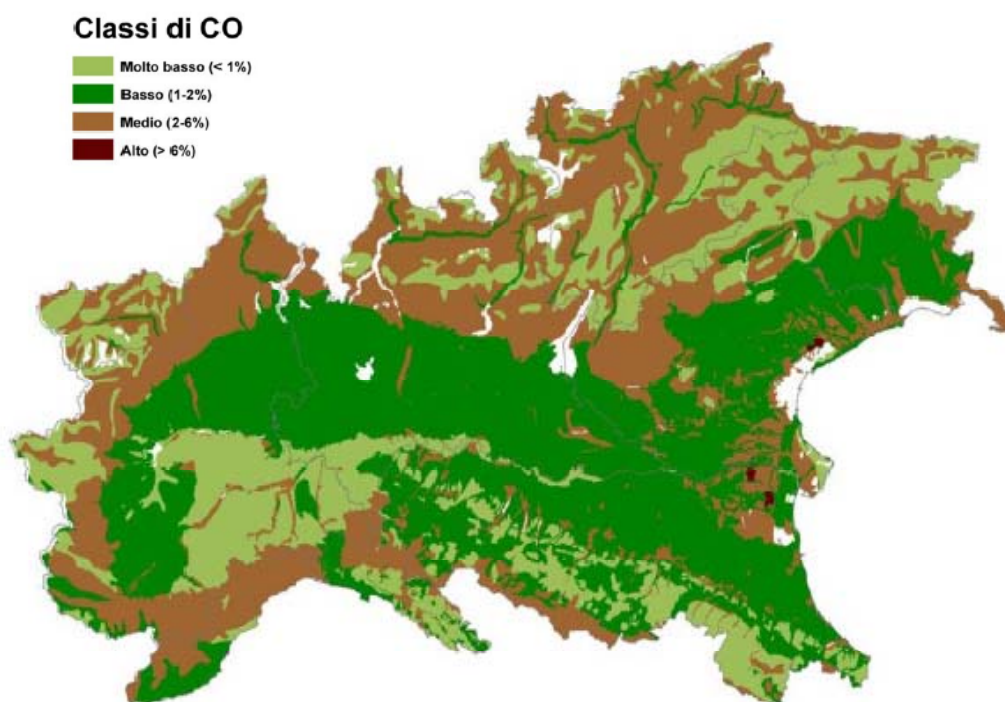 Classi di CO
Molto basso (< 1%)
Basso (1-2%)
Medio (2-6%)
Alto (> 6%)